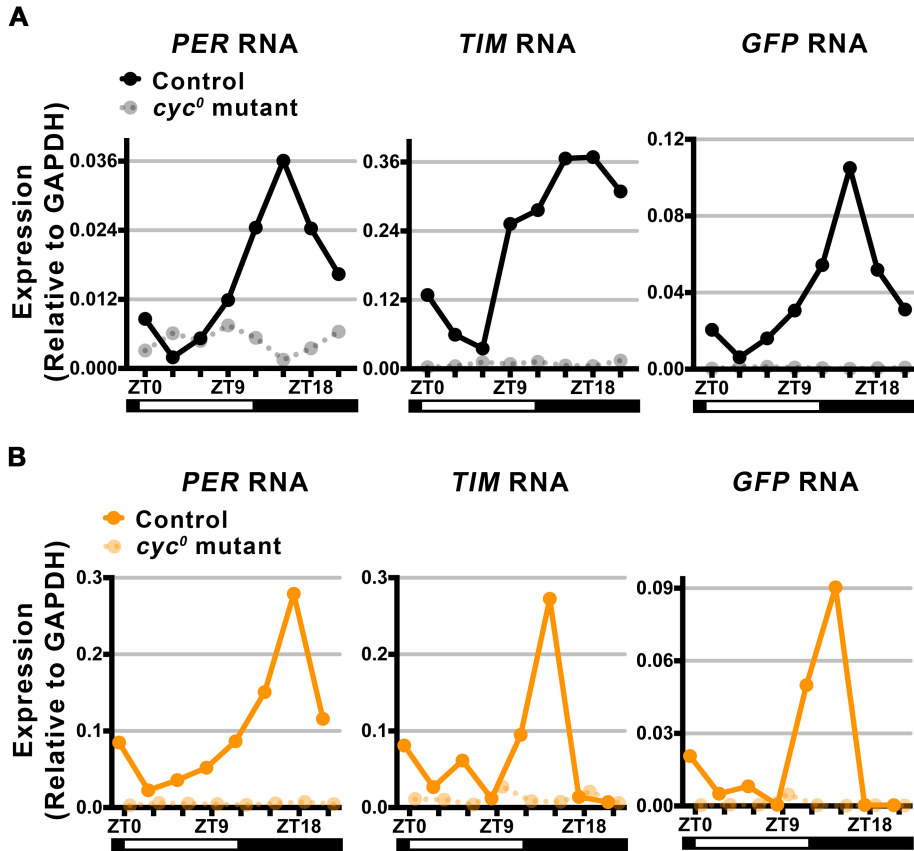 A
PER RNA TIM RNA GFP RNA
Control
cyc⁰ mutant
Expression
(Relative to GAPDH)
0.036 0.36 0.12
0.024 0.24 0.08
0.012 0.12 0.04
0.000 0.00 0.00
ZT0 ZT9 ZT18 ZT0 ZT9 ZT18 ZT0 ZT9 ZT18
B
PER RNA TIM RNA GFP RNA
Control
cyc⁰ mutant
Expression
(Relative to GAPDH)
0.3 0.3 0.09
0.2 0.2 0.06
0.1 0.1 0.03
0.0 0.0 0.00
ZT0 ZT9 ZT18 ZT0 ZT9 ZT18 ZT0 ZT9 ZT18